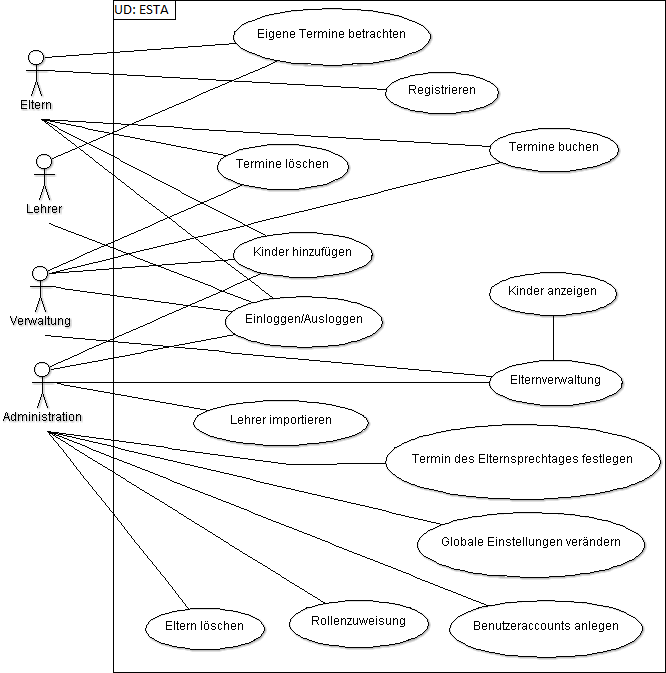 UD: ESTA
Eigene Termine betrachten
Registrieren
Eltern
Termine buchen
Termine löschen
Lehrer
Kinder hinzufügen
Kinder anzeigen
Verwaltung
Einloggen/Ausloggen
Elternverwaltung
Administration
Lehrer importieren
Termin des Elternsprechtages festlegen
Globale Einstellungen verändern
Eltern löschen
Rollenzuweisung
Benutzeraccounts anlegen